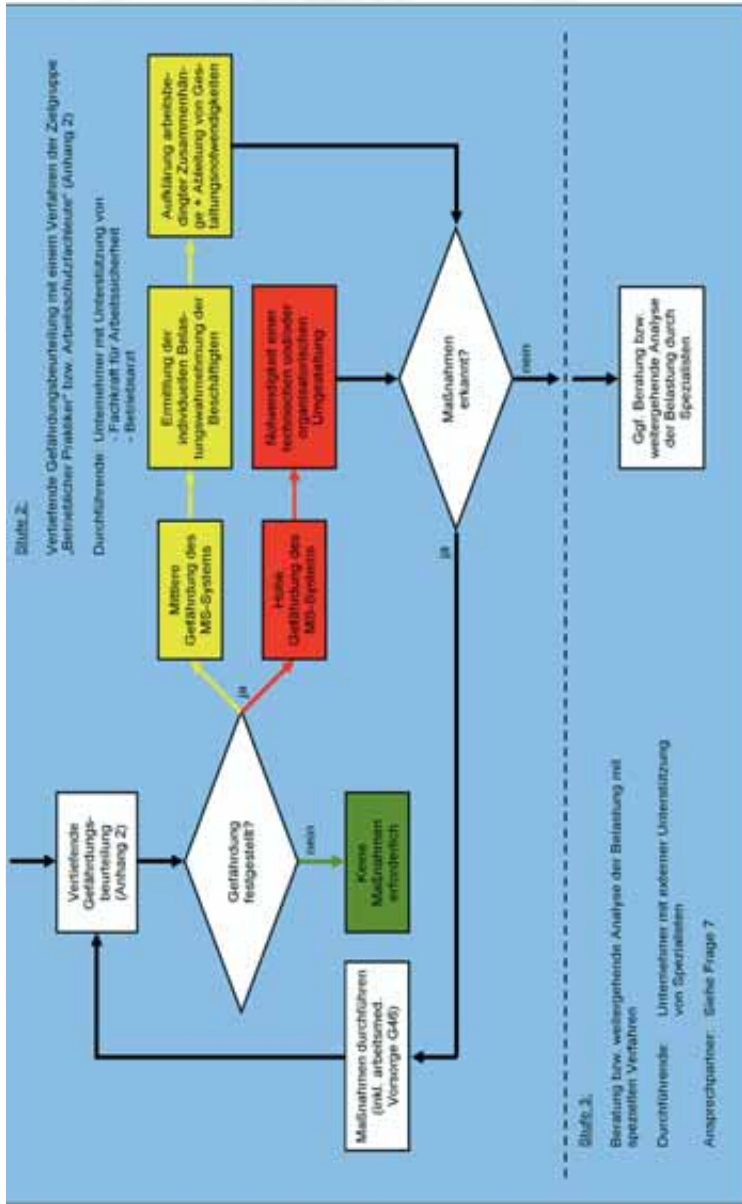 Stufe 2:
Vertiefende Gefährdungsbeurteilung mit einem Verfahren der Zielgruppe
„Betrieblicher Praktiker“ bzw. Arbeitsschutzfachleute“ (Anhang 2)
Durchführende: Unternehmer mit Unterstützung von
- Fachkraft für Arbeitssicherheit
- Betriebsarzt
Vertiefende
Gefährdungs-
beurteilung
(Anhang 2)
Gefährdung
festgestellt?
ja
nein
Mittlere
Gefährdung des
MS-Systems
Ermittlung der
individuellen Belas-
tungswahrnehmung der
Beschäftigten
Aufklärung arbeitsbe-
dingter Zusammenhän-
ge + Ableitung von Ges-
taltungsnotwendigkeiten
Hohe
Gefährdung des
MS-Systems
Notwendigkeit einer
technischen und/oder
organisatorischen
Umgestaltung
Keine
Maßnahmen
erforderlich
Maßnahmen
erkannt?
ja
nein
Maßnahmen durchführen
(inkl. arbeitsmed.
Vorsorge G46)
Stufe 3:
Beratung bzw. weitergehende Analyse der Belastung mit
speziellen Verfahren
Durchführende: Unternehmer mit externer Unterstützung
von Spezialisten
Ansprechpartner: Siehe Frage 7
Ggf. Beratung bzw.
weitergehende Analyse
der Belastung durch
Spezialisten